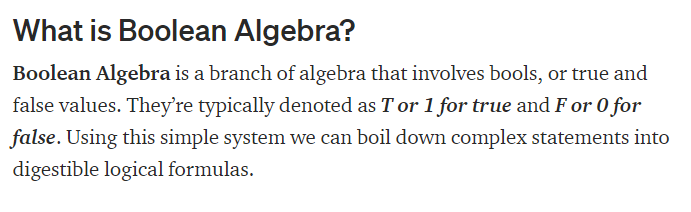 What is Boolean Algebra?
Boolean Algebra is a branch of algebra that involves bools, or true and
false values. They’re typically denoted as T or 1 for true and F or 0 for
false. Using this simple system we can boil down complex statements into
digestible logical formulas.